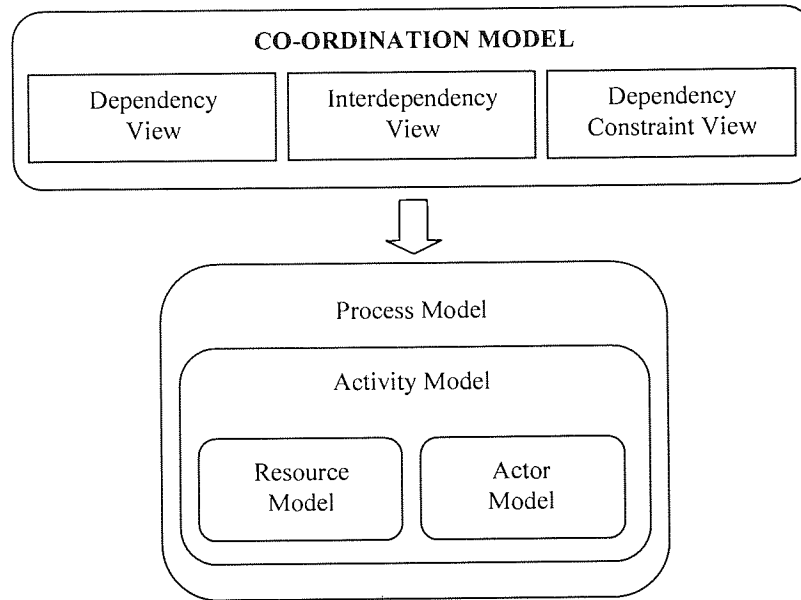 CO-ORDINATION MODEL
Dependency
View
Interdependency
View
Dependency
Constraint View
Process Model
Activity Model
Resource
Model
Actor
Model